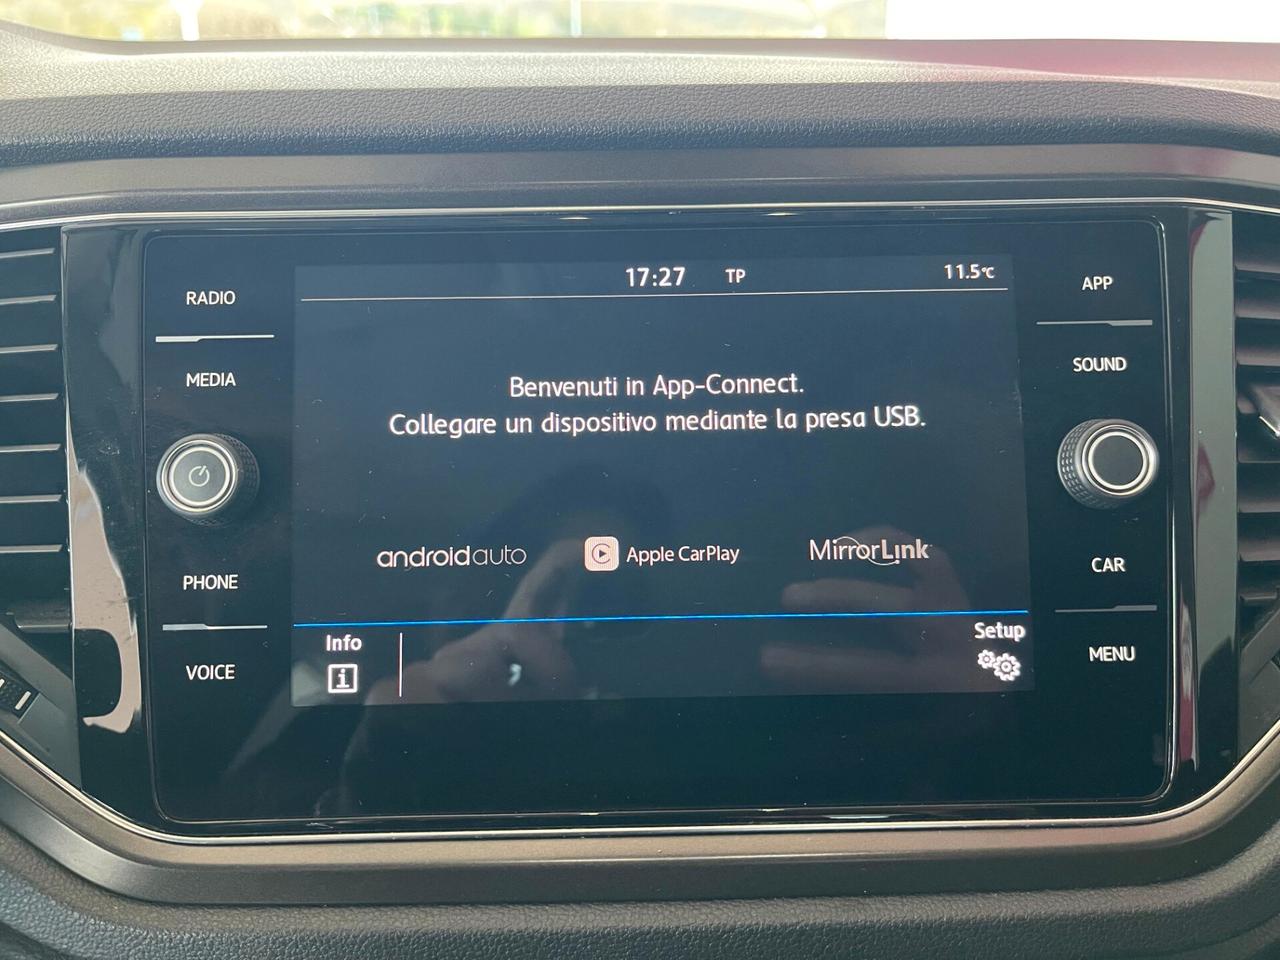 17:27 TP 11.5°C
RADIO
MEDIA
PHONE
VOICE
Benvenuti in App-Connect.
Collegare un dispositivo mediante la presa USB.
androidauto Apple CarPlay MirrorLink
Info
i
Setup
APP
SOUND
CAR
MENU